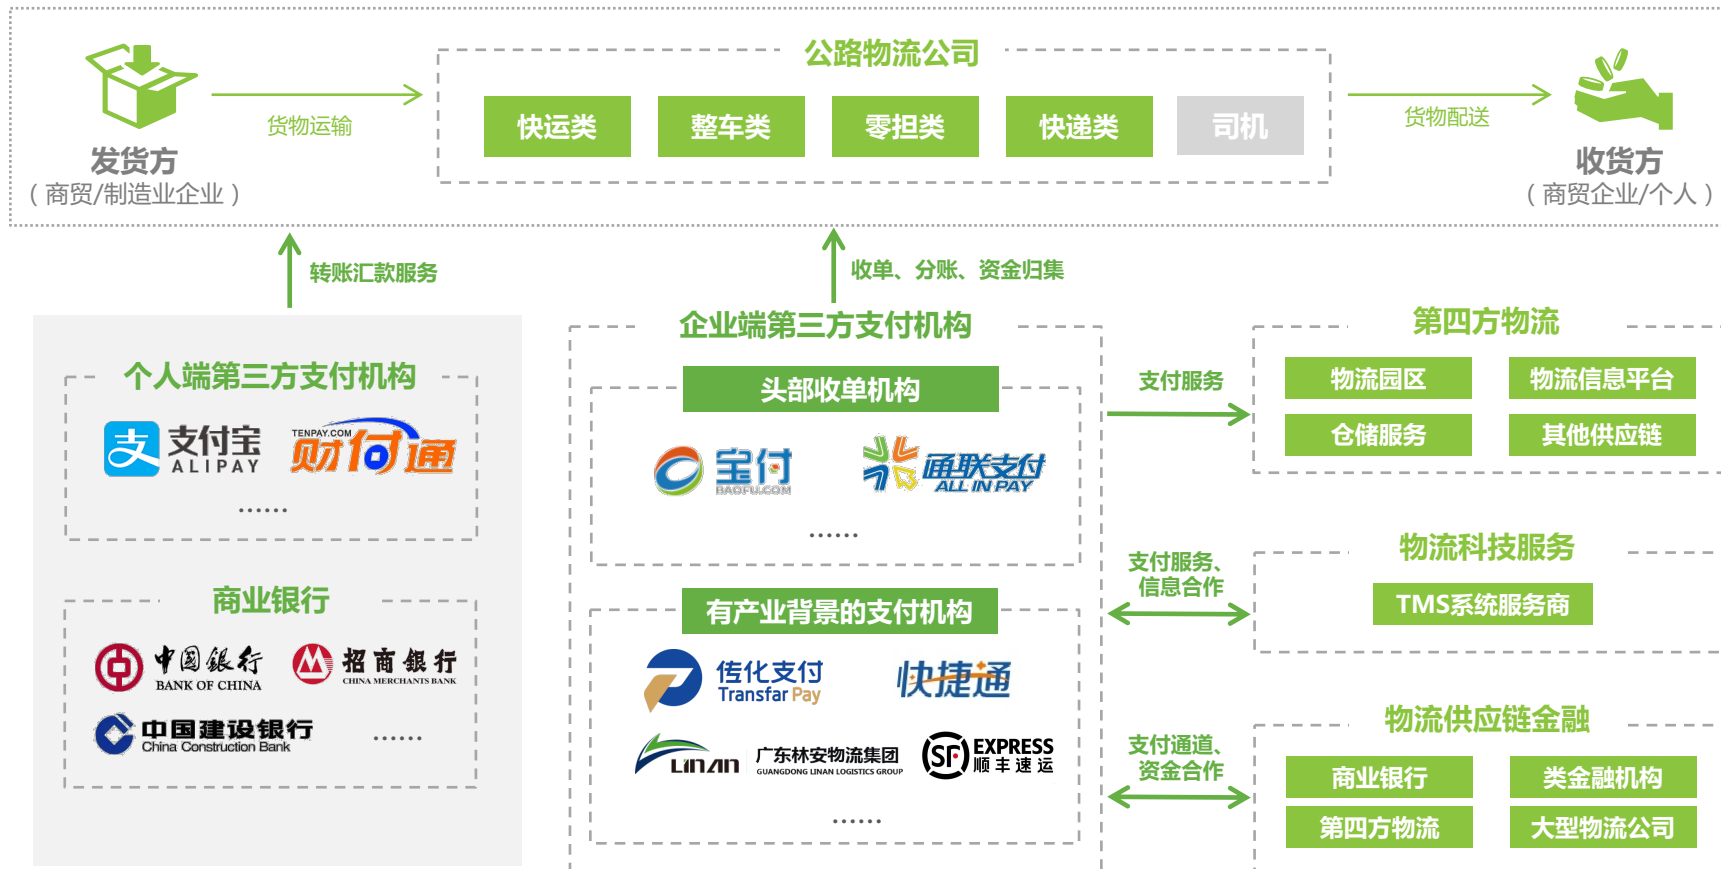 公路物流公司
快运类
整车类
零担类
快递类
司机
货物运输
货物配送
发货方
（商贸/制造业企业）
收货方
（商贸企业/个人）
转账汇款服务
收单、分账、资金归集
个人端第三方支付机构
支付宝
ALIPAY
TENPAY.COM
财付通
......
商业银行
中國銀行
BANK OF CHINA
招商银行
CHINA MERCHANTS BANK
中国建设银行
China Construction Bank
......
企业端第三方支付机构
头部收单机构
宝付
BAOFU.COM
通联支付
ALL IN PAY
......
有产业背景的支付机构
传化支付
Transfar Pay
快捷通
LINAN
广东林安物流集团
GUANGDONG LINAN LOGISTICS GROUP
SF
EXPRESS
顺丰速运
......
支付服务
支付服务、
信息合作
支付通道、
资金合作
第四方物流
物流园区
物流信息平台
仓储服务
其他供应链
物流科技服务
TMS系统服务商
物流供应链金融
商业银行
类金融机构
第四方物流
大型物流公司